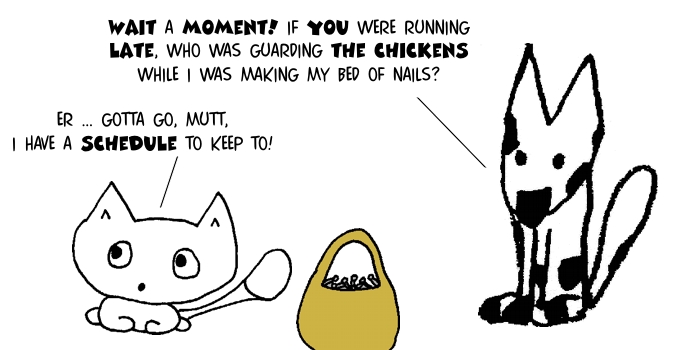 WAIT A MOMENT! IF YOU WERE RUNNING
LATE, WHO WAS GUARDING THE CHICKENS
WHILE I WAS MAKING MY BED OF NAILS?
ER ... GOTTA GO, MUTT,
I HAVE A SCHEDULE TO KEEP TO!